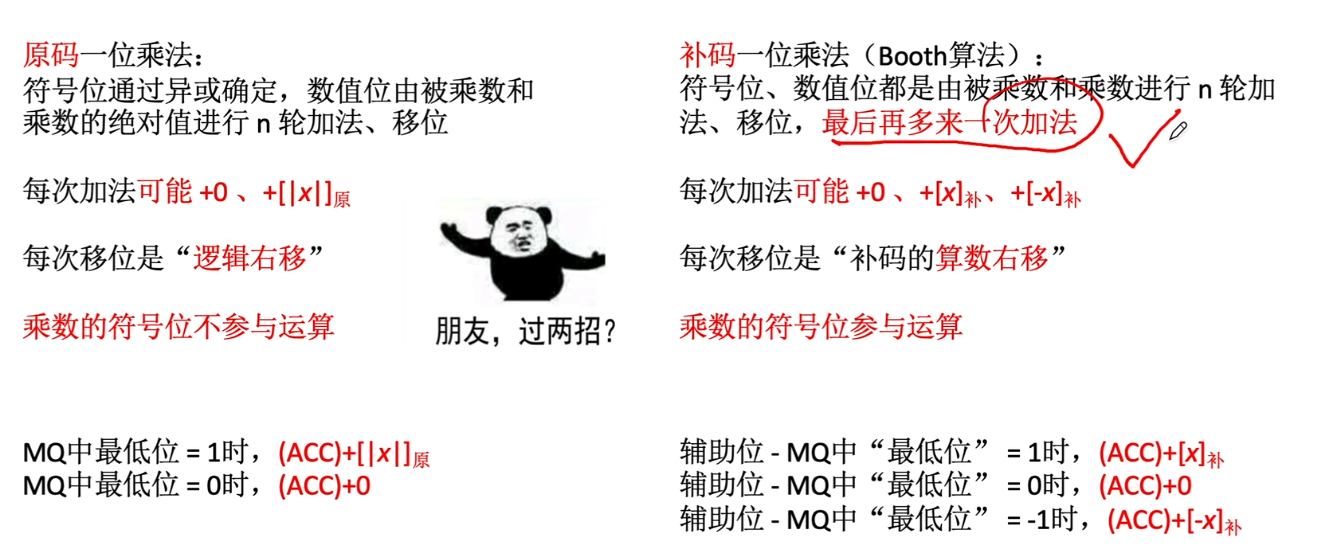 原码一位乘法：
符号位通过异或确定，数值位由被乘数和
乘数的绝对值进行 n 轮加法、移位
每次加法可能 +0 、+[|x|]原
每次移位是“逻辑右移”
乘数的符号位不参与运算
MQ中最低位 = 1时，(ACC)+[|x|]原
MQ中最低位 = 0时，(ACC)+0
朋友，过两招？
补码一位乘法（Booth算法）：
符号位、数值位都是由被乘数和乘数进行 n 轮加
法、移位，最后再多来一次加法
每次加法可能 +0 、+[x]补、+[-x]补
每次移位是“补码的算数右移”
乘数的符号位参与运算
辅助位 - MQ中“最低位” = 1时，(ACC)+[x]补
辅助位 - MQ中“最低位” = 0时，(ACC)+0
辅助位 - MQ中“最低位” = -1时，(ACC)+[-x]补